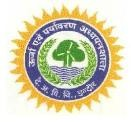 ऊर्जा एवं पर्यावरण अध्ययनशाला
दे. अ. वि. वि., इन्दौर